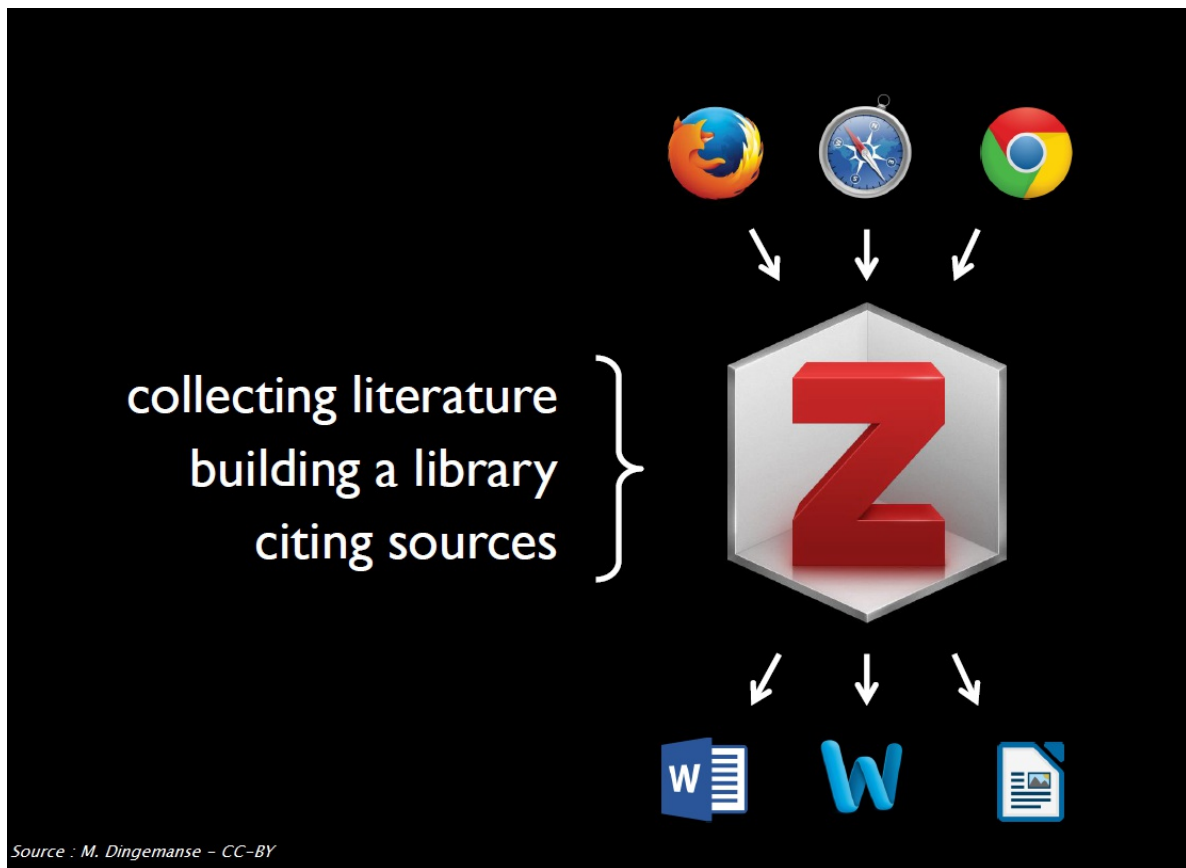 collecting literature
building a library
citing sources
Z
W
W
Source : M. Dingemanse - CC-BY